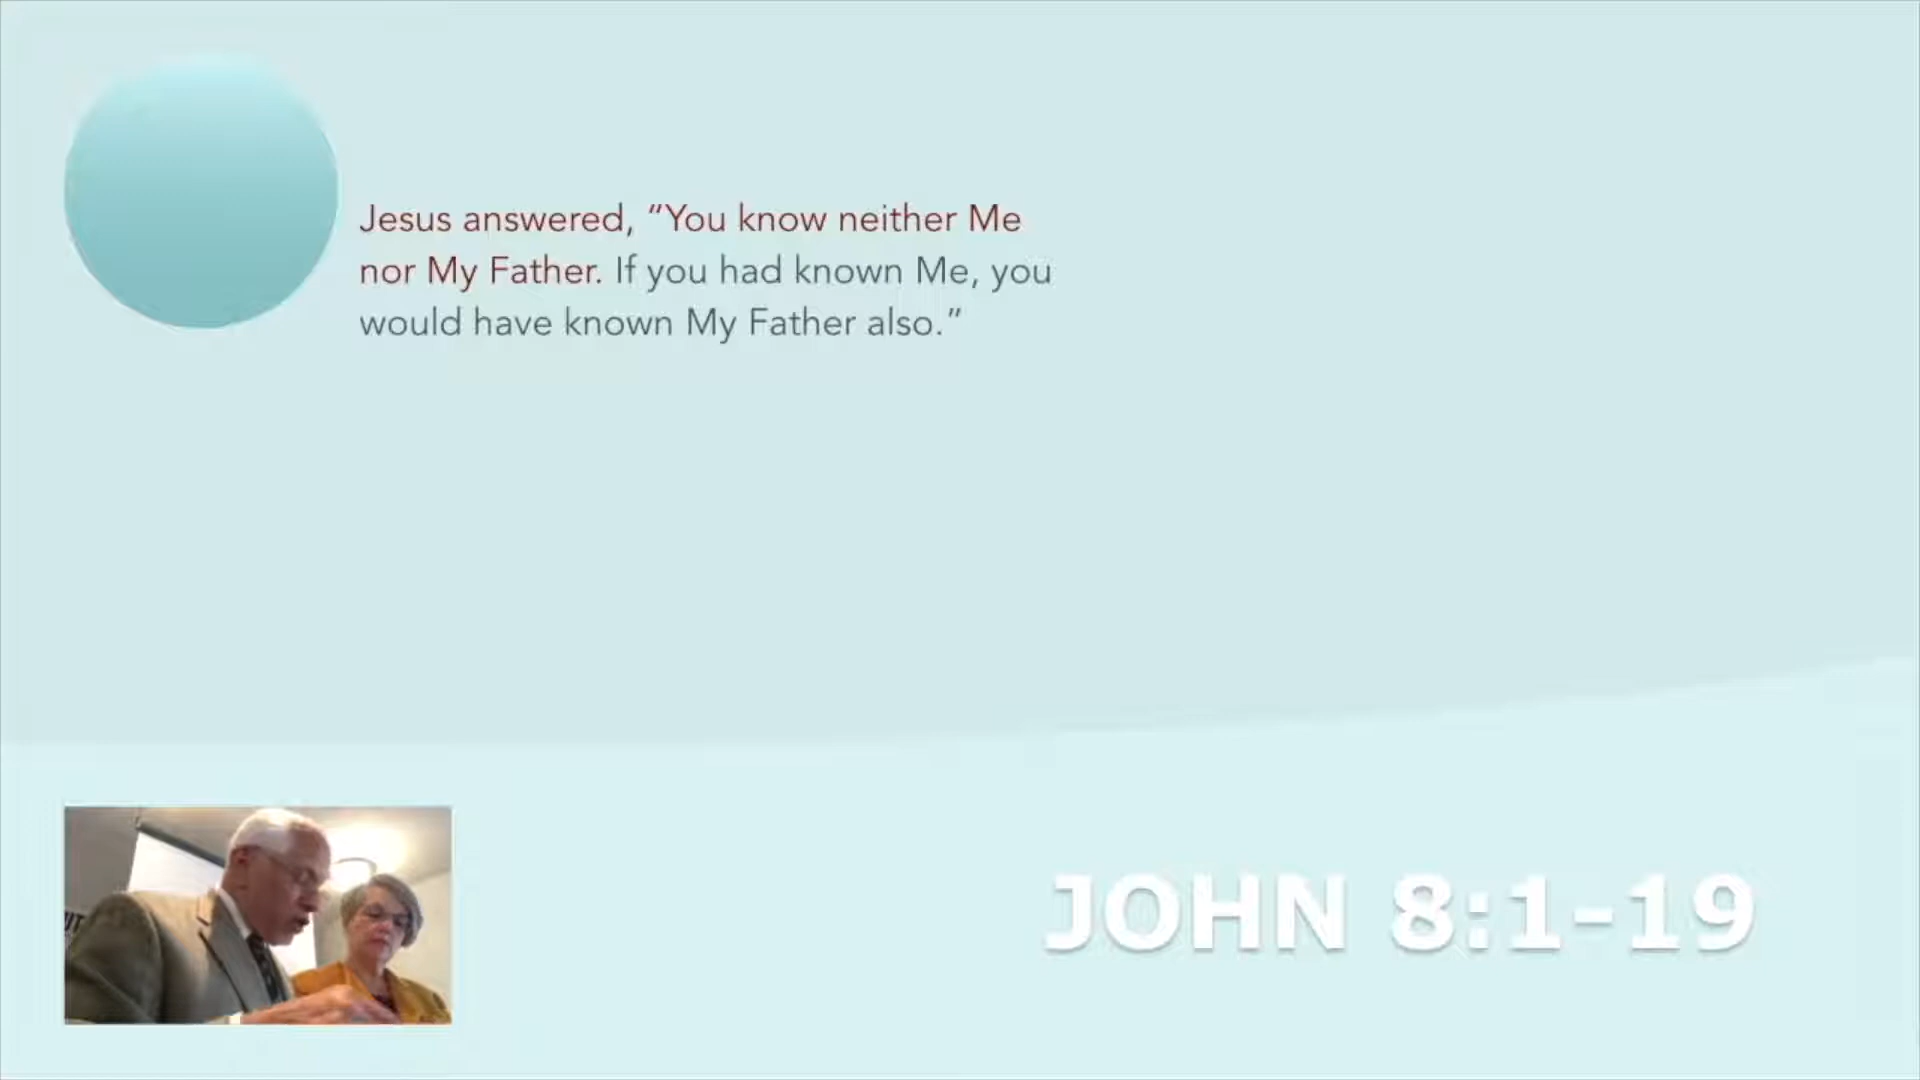 Jesus answered, “You know neither Me
nor My Father. If you had known Me, you
would have known My Father also.”
JOHN 8:1-19